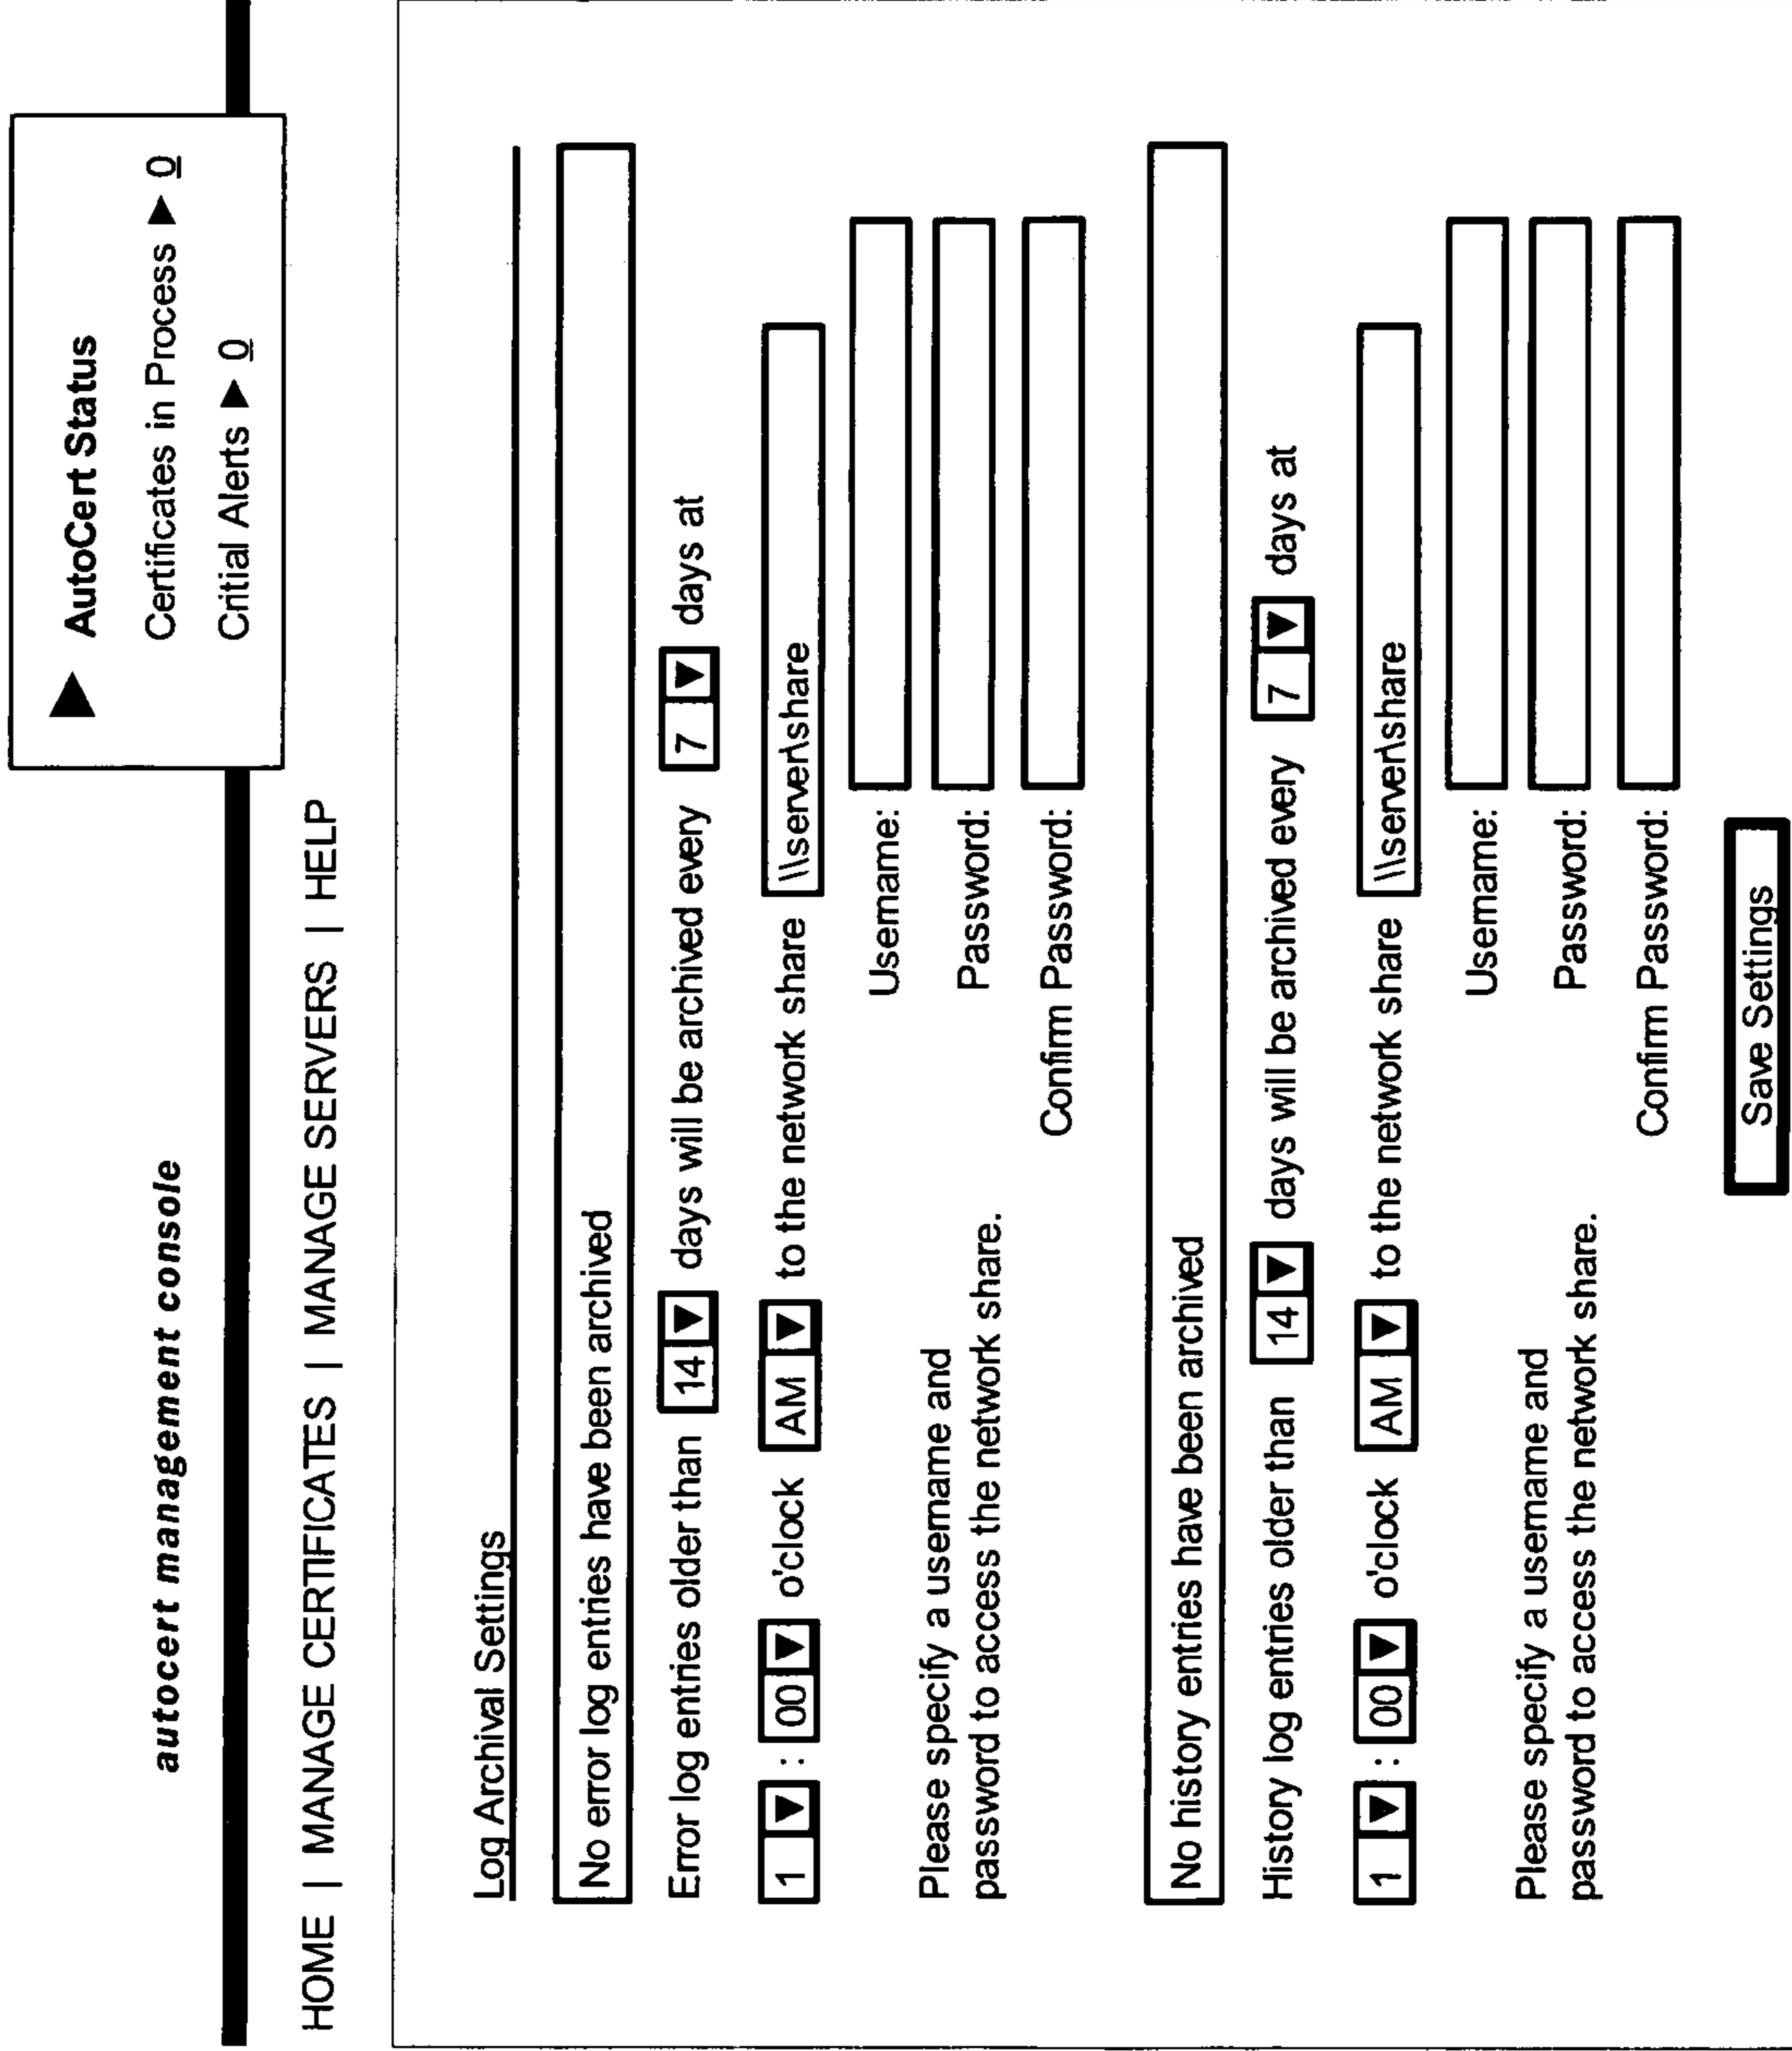 autocert management console
AutoCert Status
Certificates in Process ▶ 0
Critial Alerts ▶ 0
HOME | MANAGE CERTIFICATES | MANAGE SERVERS | HELP
Log Archival Settings
No error log entries have been archived
Error log entries older than 14 days will be archived every 7 days at
1 : 00 o'clock AM to the network share \\server\share
Please specify a username and
password to access the network share.
Username:
Password:
Confirm Password:
No history entries have been archived
History log entries older than 14 days will be archived every 7 days at
1 : 00 o'clock AM to the network share \\server\share
Please specify a username and
password to access the network share.
Username:
Password:
Confirm Password:
Save Settings